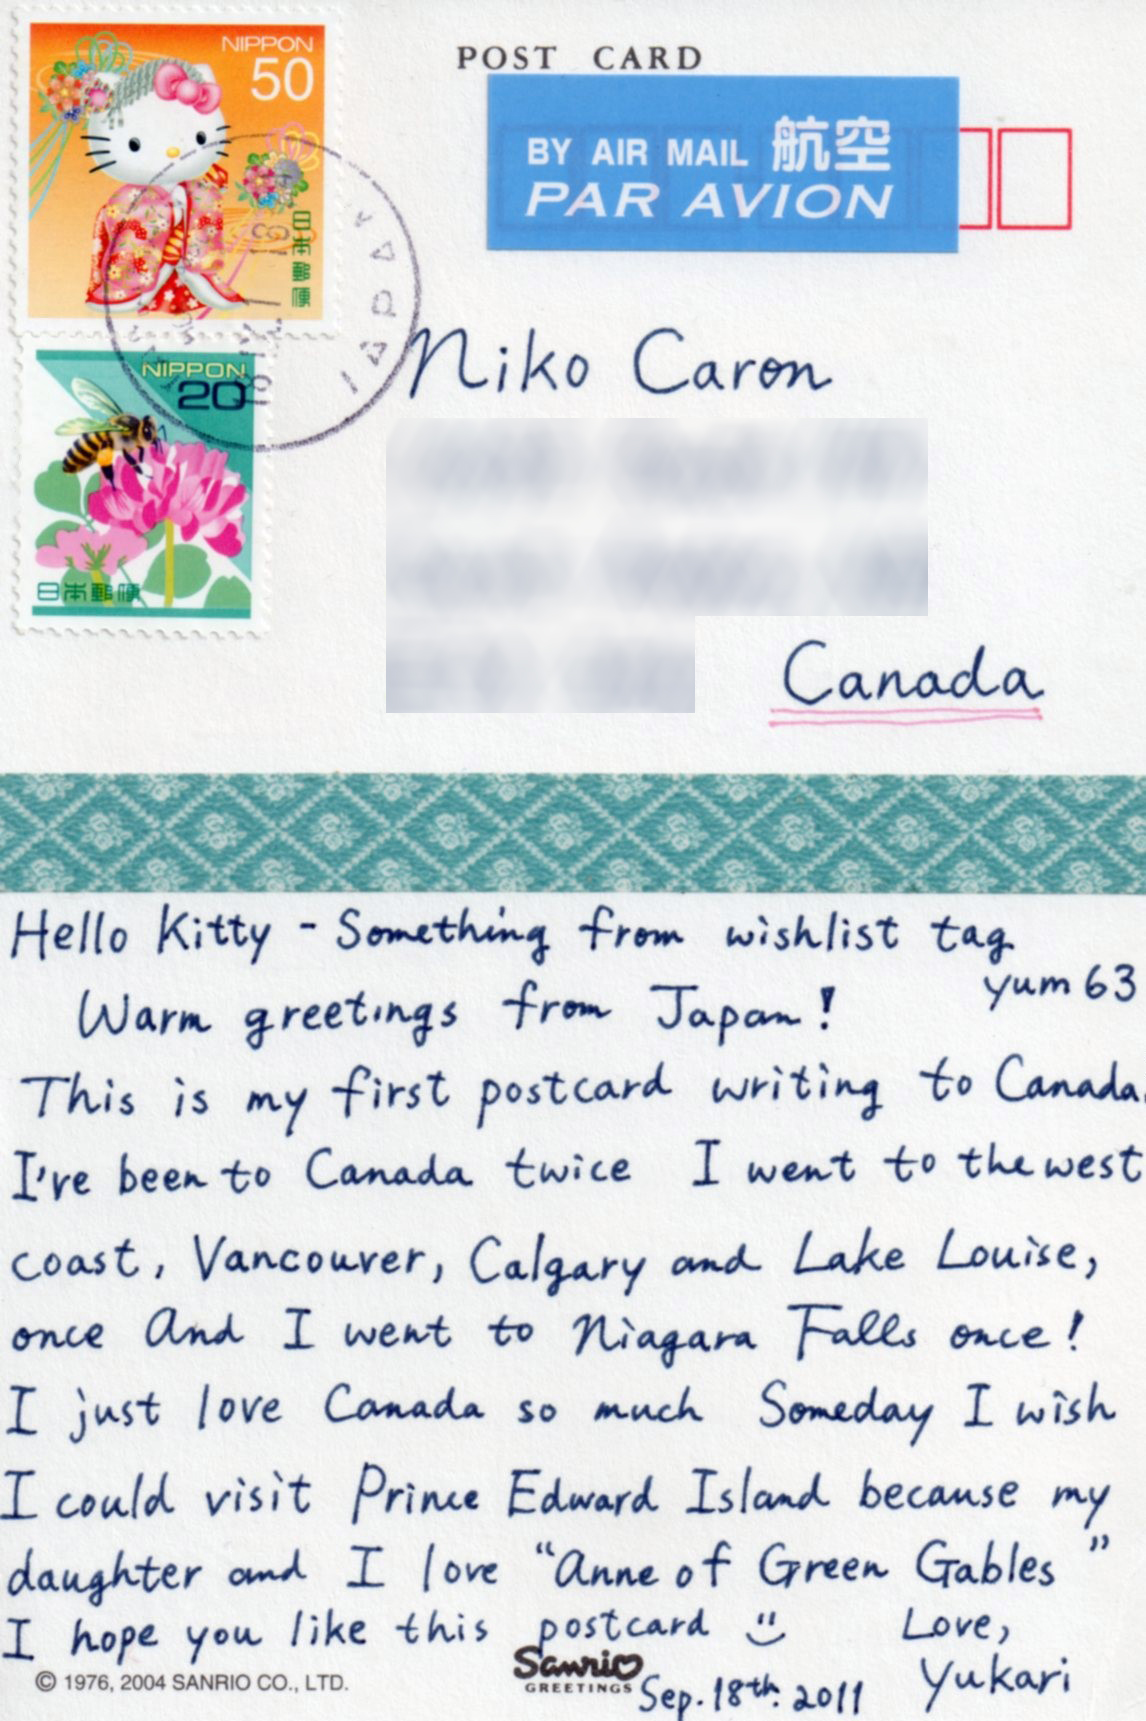 POST CARD
NIPPON
50
日本郵便
BY AIR MAIL 航空
PAR AVION
NIPPON
20
日本郵便
Niko Caron
Canada
Hello Kitty - Something from wishlist tag
yum63
Warm greetings from Japan!
This is my first postcard writing to Canada.
I've been to Canada twice I went to the west
coast, Vancouver, Calgary and Lake Louise,
once And I went to Niagara Falls once!
I just love Canada so much Someday I wish
I could visit Prince Edward Island because my
daughter and I love "Anne of Green Gables"
I hope you like this postcard Love,
Yukari
Sep. 18th. 2011
© 1976, 2004 SANRIO CO., LTD.
Sanrio
GREETINGS